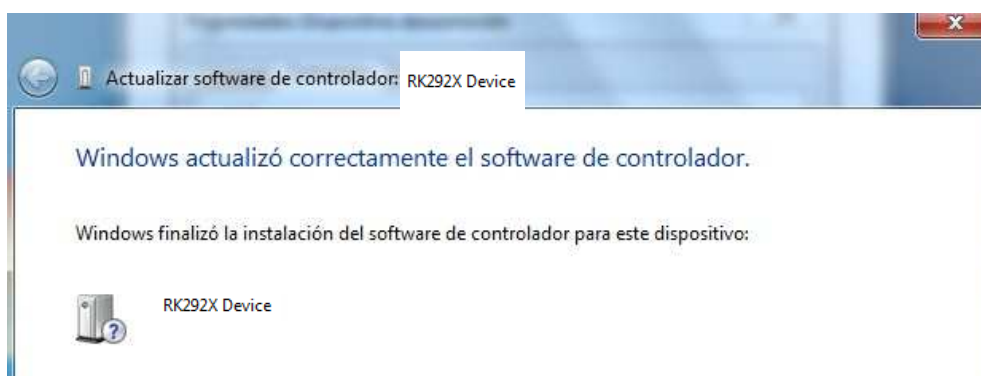 Actualizar software de controlador: RK292X Device
Windows actualizó correctamente el software de controlador.
Windows finalizó la instalación del software de controlador para este dispositivo:
RK292X Device